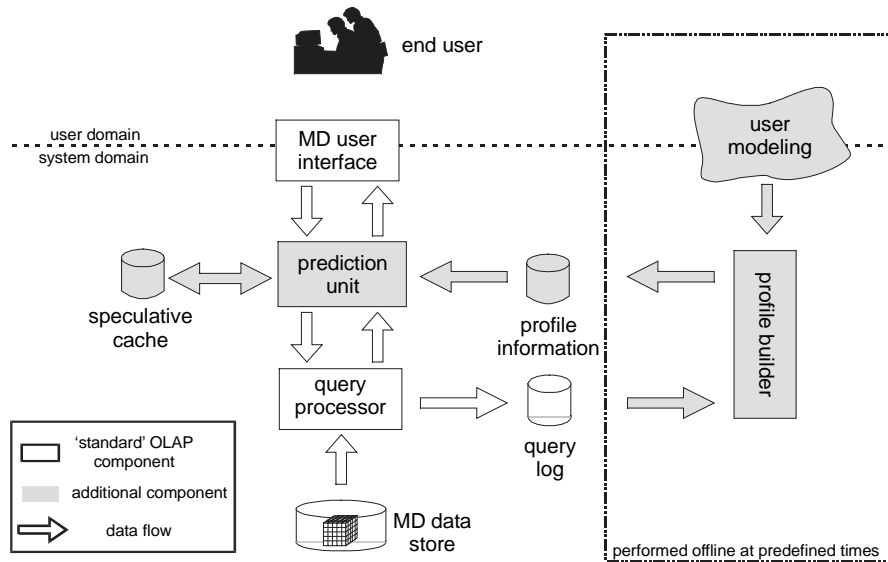 end user
user domain
system domain
MD user
interface
user
modeling
prediction
unit
speculative
cache
profile
information
profile builder
query
processor
query
log
MD data
store
'standard' OLAP
component
additional component
data flow
performed offline at predefined times